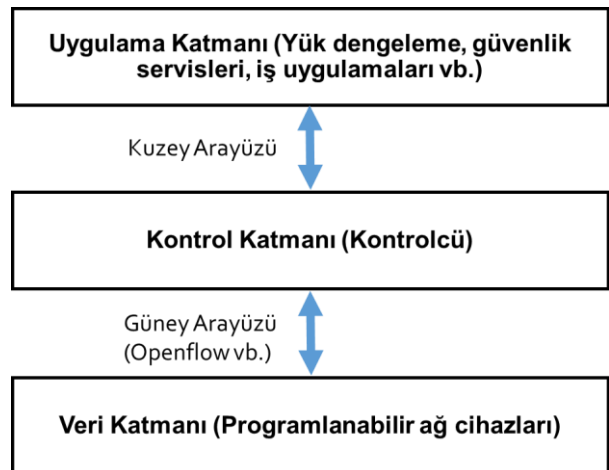 Uygulama Katmanı (Yük dengeleme, güvenlik
servisleri, iş uygulamaları vb.)
Kuzey Arayüzü
Kontrol Katmanı (Kontrolcü)
Güney Arayüzü
(Openflow vb.)
Veri Katmanı (Programlanabilir ağ cihazları)